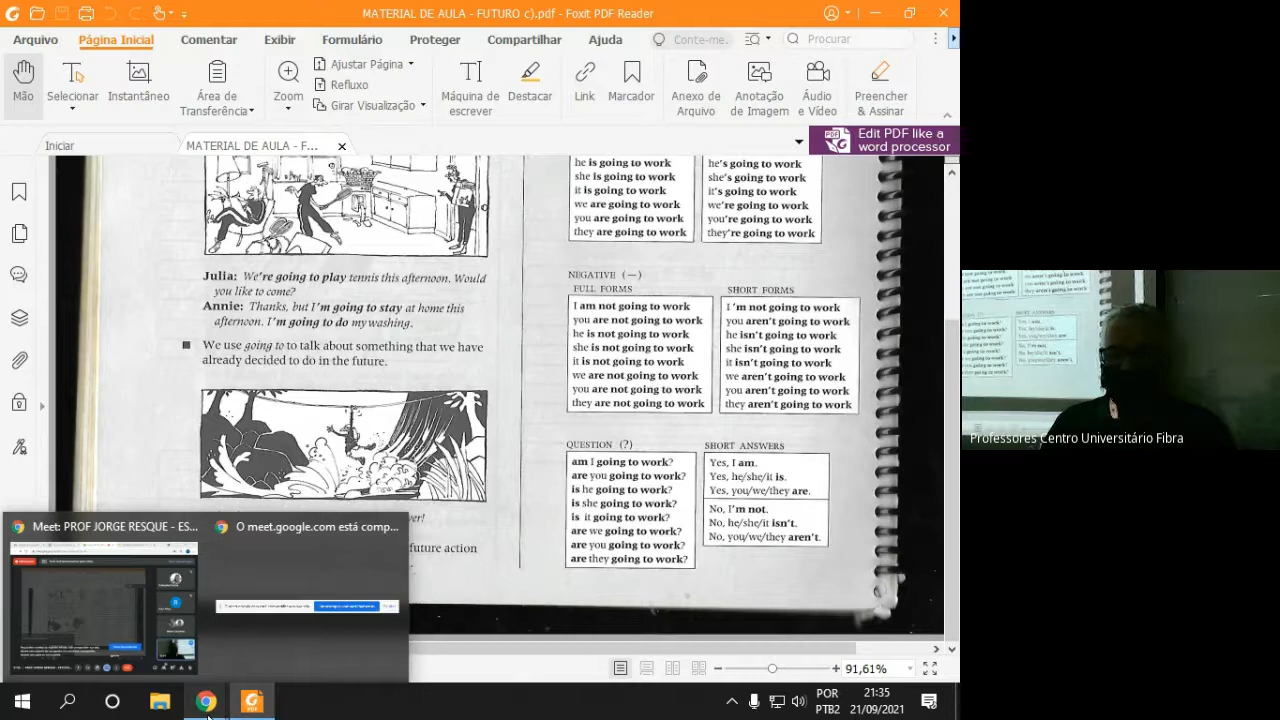 MATERIAL DE AULA - FUTURO c).pdf - Foxit PDF Reader
Arquivo
Página Inicial
Comentar
Exibir
Formulário
Proteger
Compartilhar
Ajuda
Conte-me.
Procurar
Mão
Selecionar
Instantâneo
Área de
Transferência
Zoom
Ajustar Página
Refluxo
Girar Visualização
Máquina de
escrever
Destacar
Link
Marcador
Anexo de
Arquivo
Anotação
de Imagem
Áudio
e Vídeo
Preencher
& Assinar
Iniciar
MATERIAL DE AULA - F...
Edit PDF like a
word processor
Julia: We're going to play tennis this afternoon. Would
you like to come?
Annie: Thanks, but I'm going to stay at home this
afternoon. I'm going to do my washing.
We use going to to talk about something that we have
already decided to do in the future.
ver!
future action
he is going to work
she is going to work
it is going to work
we are going to work
you are going to work
they are going to work
he's going to work
she's going to work
it's going to work
we're going to work
you're going to work
they're going to work
NEGATIVE (—)
FULL FORMS
I am not going to work
you are not going to work
he is not going to work
she is not going to work
it is not going to work
we are not going to work
you are not going to work
they are not going to work
SHORT FORMS
I 'm not going to work
you aren't going to work
he isn't going to work
she isn't going to work
it isn't going to work
we aren't going to work
you aren't going to work
they aren't going to work
QUESTION (?)
am I going to work?
are you going to work?
is he going to work?
is she going to work?
is it going to work?
are we going to work?
are you going to work?
are they going to work?
SHORT ANSWERS
Yes, I am.
Yes, he/she/it is.
Yes, you/we/they are.
No, I'm not.
No, he/she/it isn't.
No, you/we/they aren't.
Meet: PROF JORGE RESQUE - ES...
O meet.google.com está comp...
91,61%
POR
PTB2
21:35
21/09/2021
Professores Centro Universitário Fibra